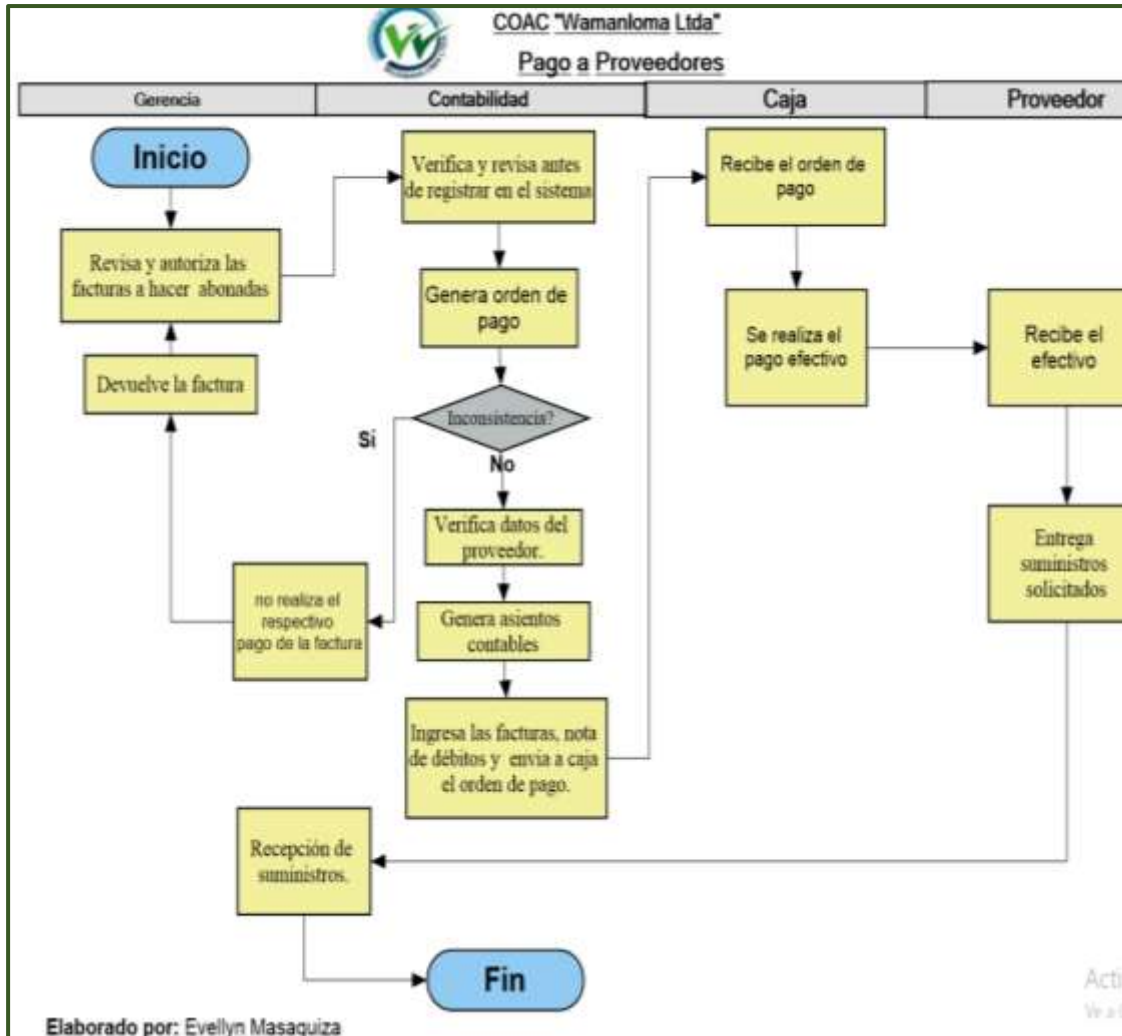 COAC "Wamanloma Ltda"
Pago a Proveedores
Gerencia
Contabilidad
Caja
Proveedor
Inicio
Revisa y autoriza las
facturas a hacer abonadas
Devuelve la factura
Verifica y revisa antes
de registrar en el sistema
Genera orden de
pago
Inconsistencia?
Si
No
no realiza el
respectivo
pago de la factura
Verifica datos del
proveedor.
Genera asientos
contables
Ingresa las facturas, nota
de débitos y envia a caja
el orden de pago.
Recibe el orden de
pago
Se realiza el
pago efectivo
Recibe el
efectivo
Entrega
suministros
solicitados
Recepción de
suministros.
Fin
Elaborado por: Evellyn Masaquiza
Acti
Ve a